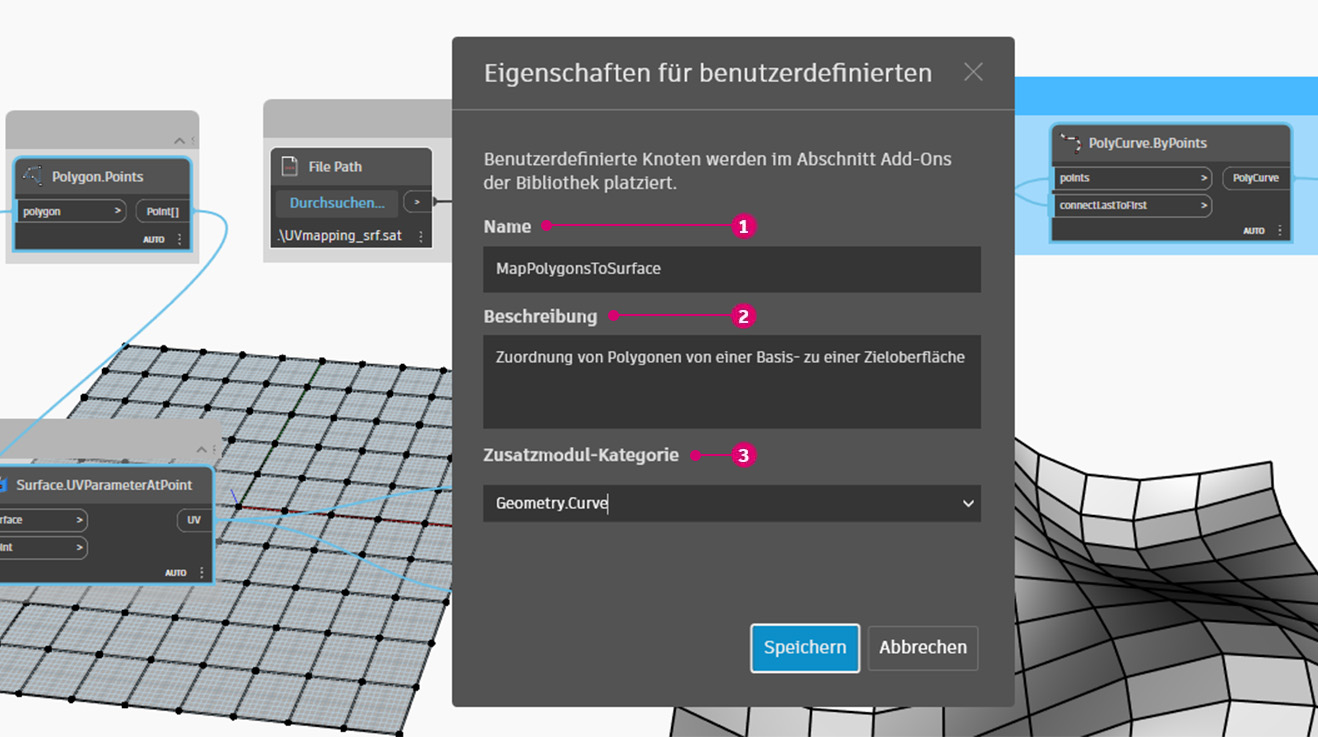 Eigenschaften für benutzerdefinierten
Benutzerdefinierte Knoten werden im Abschnitt Add-Ons
der Bibliothek platziert.
Name
1
MapPolygonsToSurface
Beschreibung
2
Zuordnung von Polygonen von einer Basis- zu einer Zieloberfläche
Zusatzmodul-Kategorie
3
Geometry.Curve
Speichern
Abbrechen
Polygon.Points
polygon >
Point[]
AUTO
File Path
Durchsuchen...
>
.\UVmapping_srf.sat
PolyCurve.ByPoints
points >
PolyCurve
connectLastToFirst >
AUTO
Surface.UVParameterAtPoint
rface >
UV
int >
AUTO